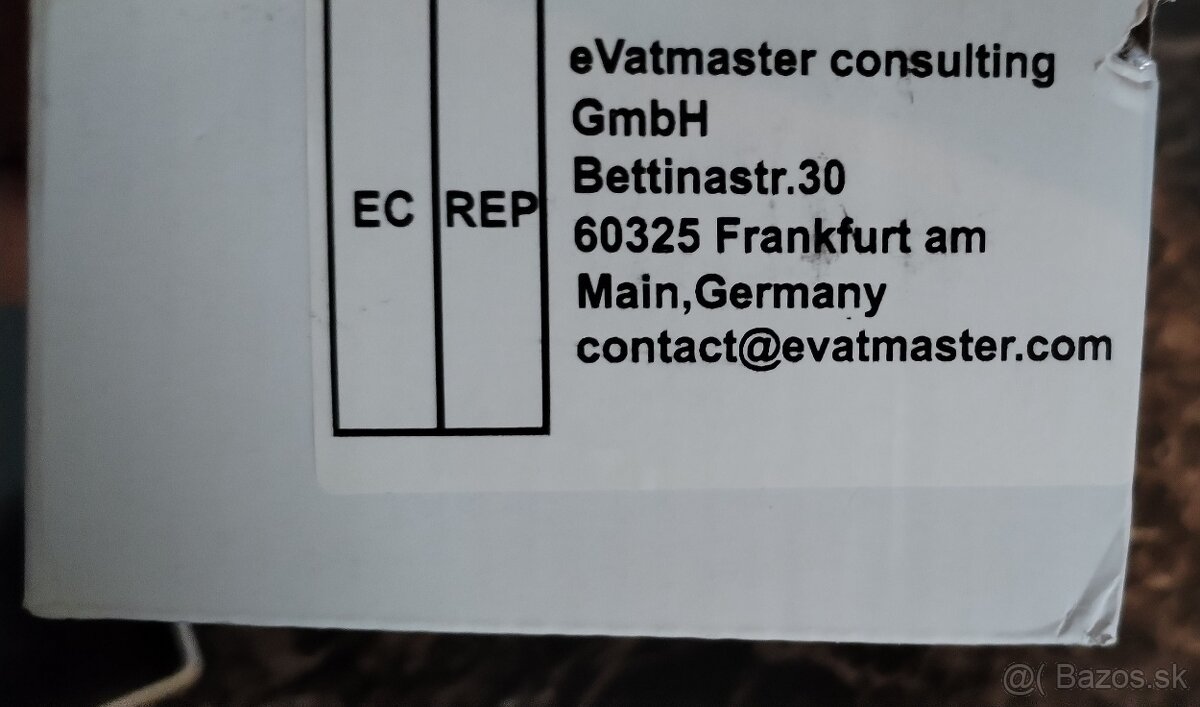 eVatmaster consulting
GmbH
Bettinastr.30
EC REP
60325 Frankfurt am
Main,Germany
contact@evatmaster.com
@( Bazos.sk